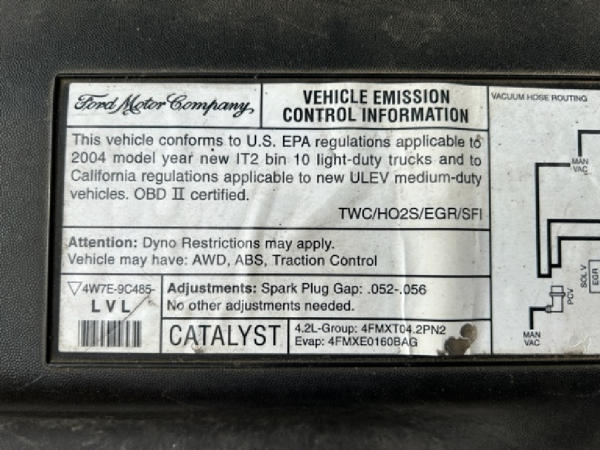 Ford Motor Company,
VEHICLE EMISSION
CONTROL INFORMATION
VACUUM HOSE ROUTING
This vehicle conforms to U.S. EPA regulations applicable to
2004 model year new IT2 bin 10 light-duty trucks and to
California regulations applicable to new ULEV medium-duty
vehicles. OBD II certified.
TWC/HO2S/EGR/SFI
Attention: Dyno Restrictions may apply.
Vehicle may have: AWD, ABS, Traction Control
▽4W7E-9C485-
LVL
Adjustments: Spark Plug Gap: .052-.056
No other adjustments needed.
CATALYST
4.2L-Group: 4FMXT04.2PN2
Evap: 4FMXE0160BAG
MAN
VAC
SOL V
EGR
PCV
MAN
VAC